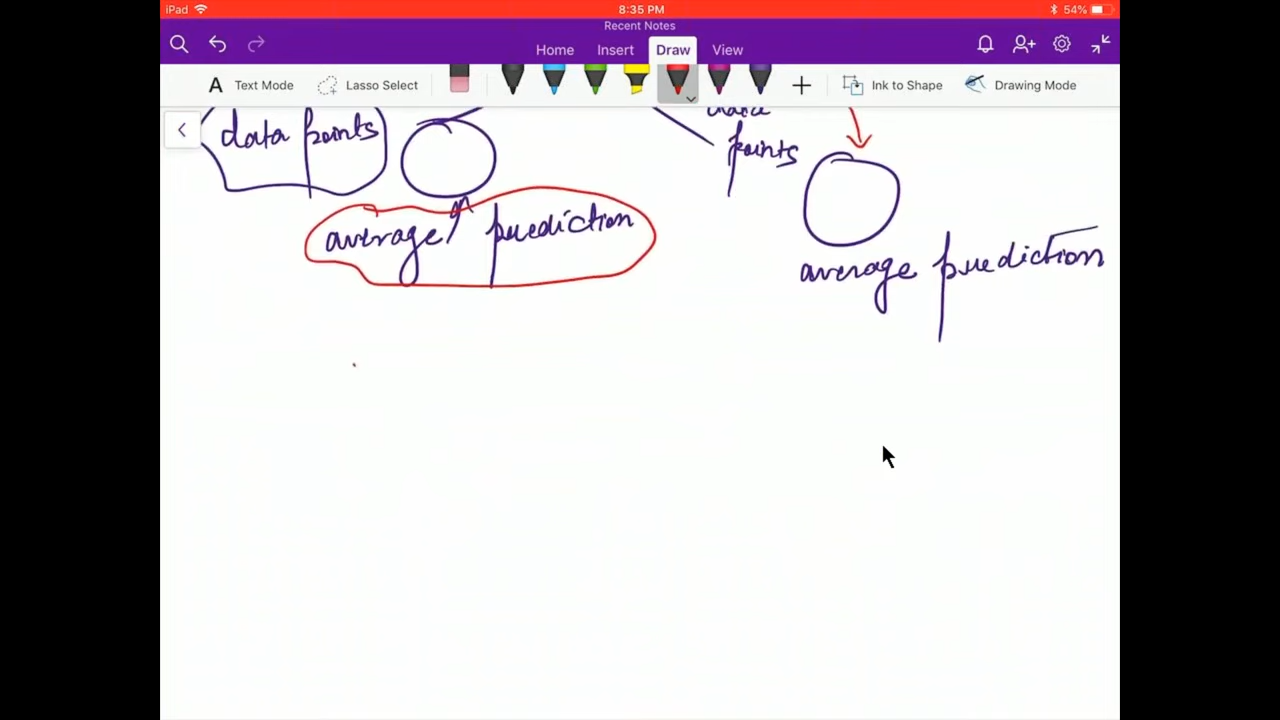 iPad 8:35 PM 54%
Recent Notes
Home Insert Draw View
A Text Mode Lasso Select Ink to Shape Drawing Mode
data points
data
points
average prediction
average prediction